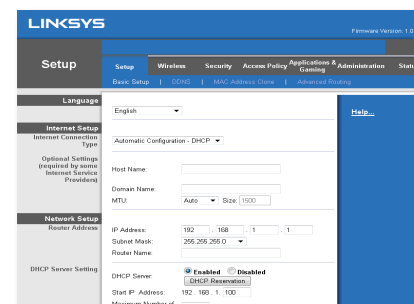 LINKSYS
Firmware Version: 1.0
Setup
Setup Wireless Security Access Policy Applications & Gaming Administration Statu
Basic Setup | DDNS | MAC Address Clone | Advanced Routing
Language
English
Help...
Internet Setup
Internet Connection Type
Automatic Configuration - DHCP
Optional Settings
(required by some
Internet Service
Providers)
Host Name:
Domain Name:
MTU: Auto Size: 1500
Network Setup
Router Address
IP Address: 192 . 168 . 1 . 1
Subnet Mask: 255.255.255.0
Router Name:
DHCP Server Setting
DHCP Server: Enabled Disabled
DHCP Reservation
Start IP Address: 192 . 168 . 1. 100
Maximum Number of